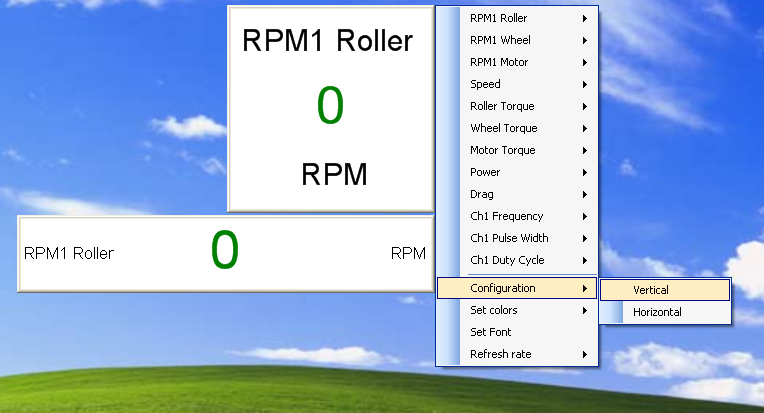 RPM1 Roller
0
RPM
RPM1 Roller 0 RPM
RPM1 Roller
RPM1 Wheel
RPM1 Motor
Speed
Roller Torque
Wheel Torque
Motor Torque
Power
Drag
Ch1 Frequency
Ch1 Pulse Width
Ch1 Duty Cycle
Configuration
Set colors
Set Font
Refresh rate
Vertical
Horizontal